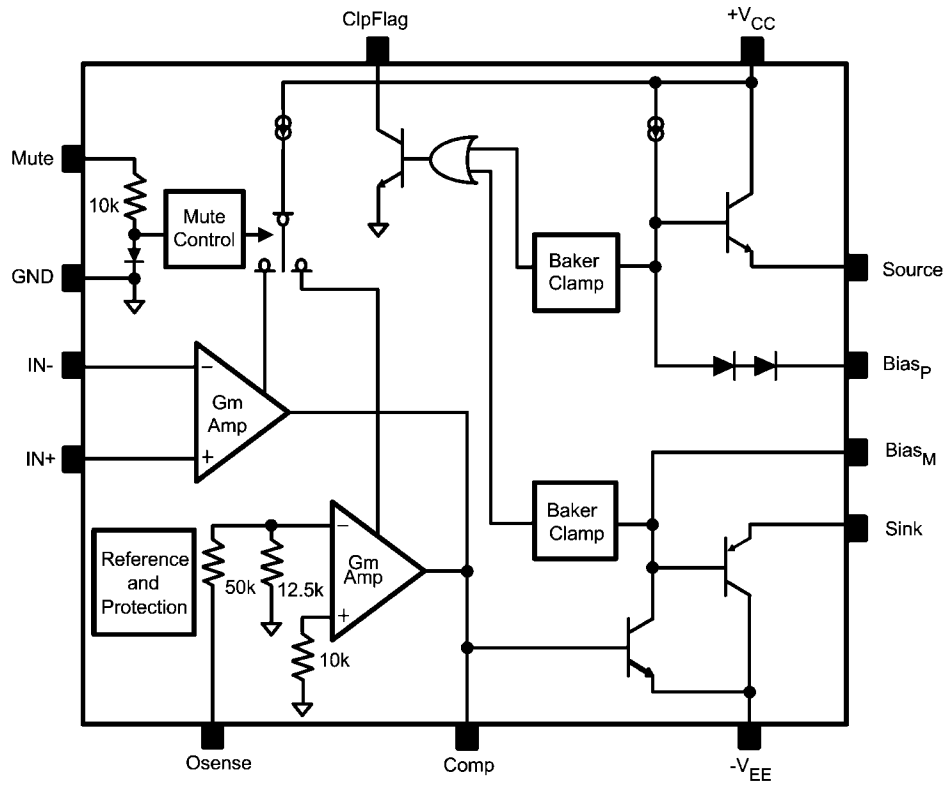 ClpFlag
+VCC
Mute
10k
Mute
Control
GND
Baker
Clamp
Source
IN-
−
BiasP
Gm
Amp
IN+
+
BiasM
Baker
Clamp
Sink
Reference
and
Protection
50k
12.5k
−
Gm
Amp
+
10k
Osense
Comp
-VEE